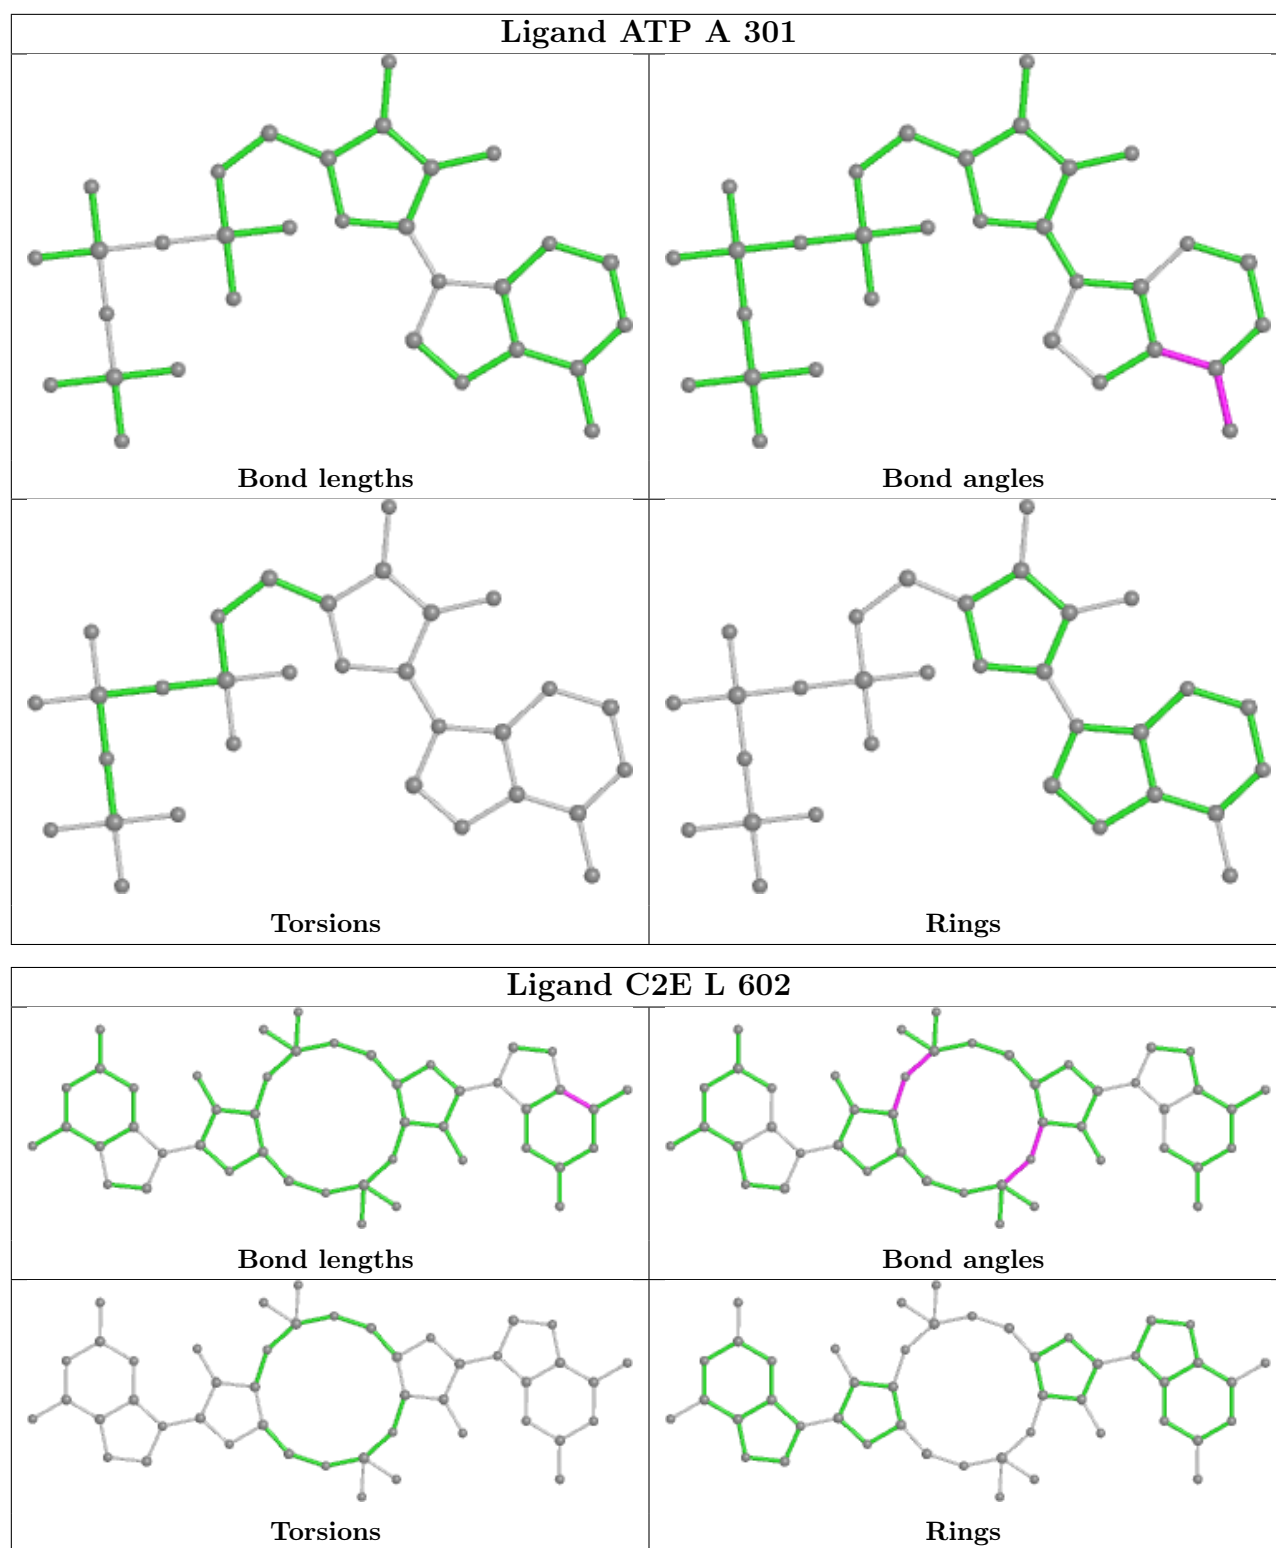 Ligand ATP A 301
Bond lengths
Bond angles
Torsions
Rings
Ligand C2E L 602
Bond lengths
Bond angles
Torsions
Rings